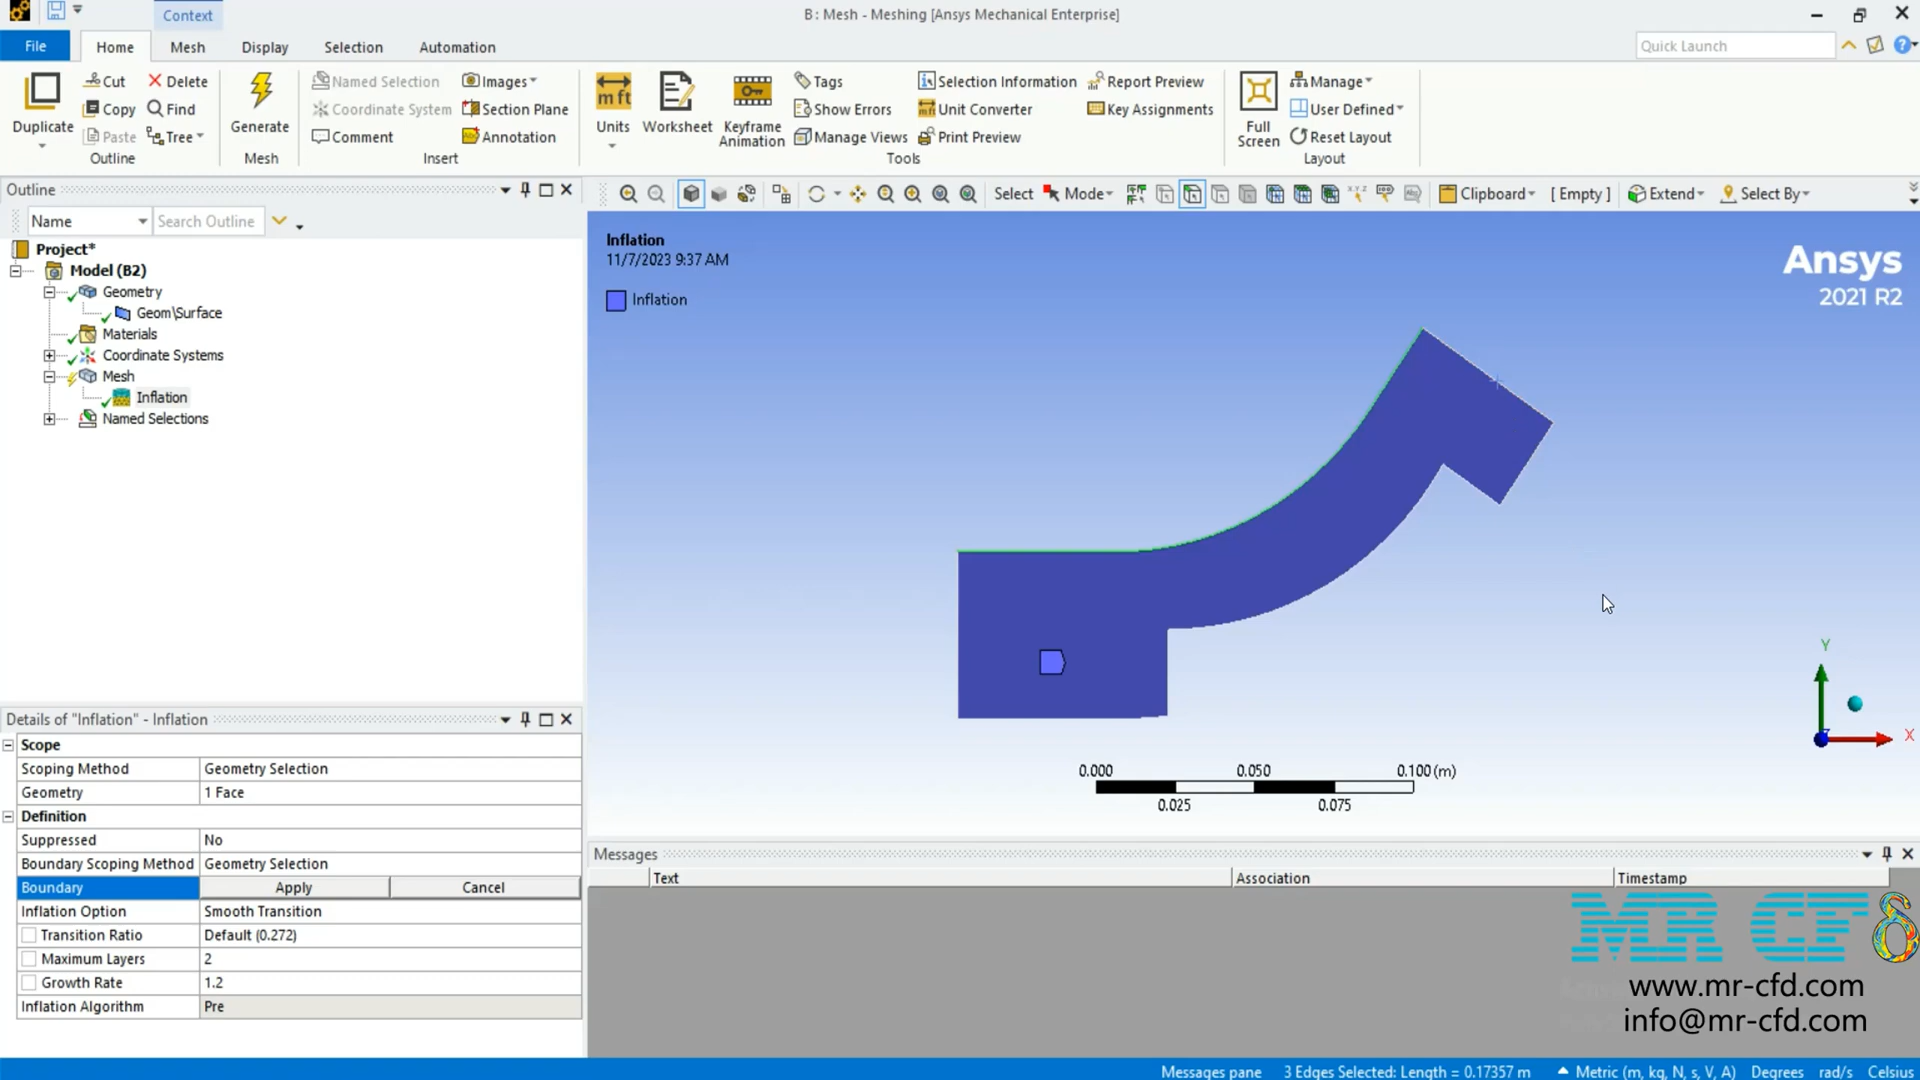 Context
B : Mesh - Meshing [Ansys Mechanical Enterprise]
File
Home
Mesh
Display
Selection
Automation
Quick Launch
Duplicate
Cut
Delete
Copy
Find
Paste
Tree
Outline
Generate
Mesh
Named Selection
Images
Coordinate System
Section Plane
Comment
Annotation
Insert
Units
Worksheet
Keyframe
Animation
Tags
Selection Information
Report Preview
Show Errors
Unit Converter
Key Assignments
Manage Views
Print Preview
Tools
Full
Screen
Manage
User Defined
Reset Layout
Layout
Outline
Name
Search Outline
Select
Mode
Clipboard
[ Empty ]
Extend
Select By
Project*
Model (B2)
Geometry
Geom\Surface
Materials
Coordinate Systems
Mesh
Inflation
Named Selections
Inflation
11/7/2023 9:37 AM
Inflation
Ansys
2021 R2
Y
X
0.000
0.050
0.100 (m)
0.025
0.075
Details of "Inflation" - Inflation
Scope
Scoping Method
Geometry Selection
Geometry
1 Face
Definition
Suppressed
No
Boundary Scoping Method
Geometry Selection
Boundary
Apply
Cancel
Inflation Option
Smooth Transition
Transition Ratio
Default (0.272)
Maximum Layers
2
Growth Rate
1.2
Inflation Algorithm
Pre
Messages
Text
Association
Timestamp
MR CFD
www.mr-cfd.com
info@mr-cfd.com
Messages pane
3 Edges Selected: Length = 0.17357 m
Metric (m, kg, N, s, V, A)
Degrees
rad/s
Celsius